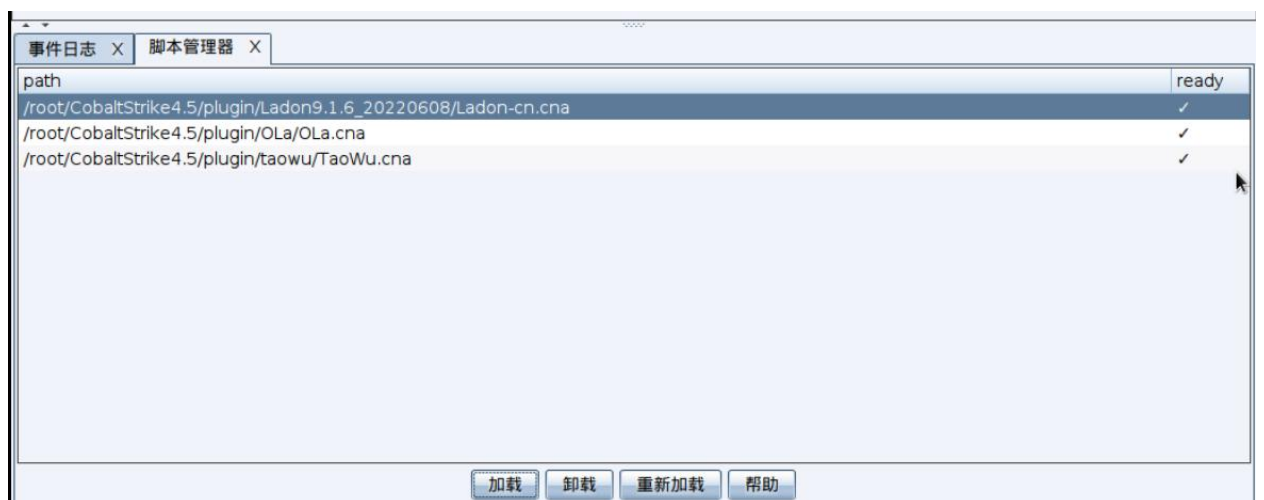 事件日志 X 脚本管理器 X
path ready
/root/CobaltStrike4.5/plugin/Ladon9.1.6_20220608/Ladon-cn.cna ✓
/root/CobaltStrike4.5/plugin/OLa/OLa.cna ✓
/root/CobaltStrike4.5/plugin/taowu/TaoWu.cna ✓
加载 卸载 重新加载 帮助